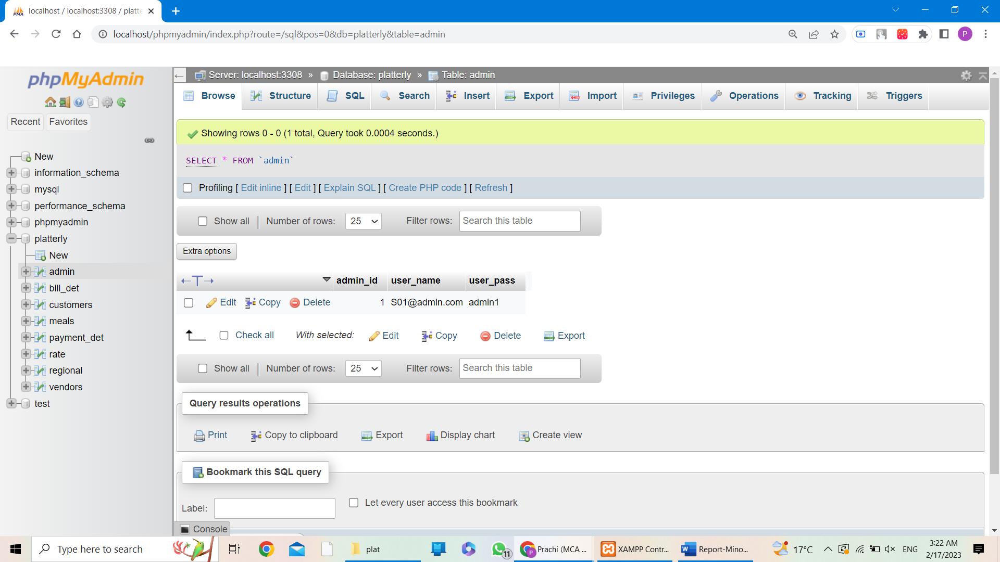 localhost / localhost:3308 / platte
localhost/phpmyadmin/index.php?route=/sql&pos=0&db=platterly&table=admin
P
phpMyAdmin
Recent Favorites
New
information_schema
mysql
performance_schema
phpmyadmin
platterly
New
admin
bill_det
customers
meals
payment_det
rate
regional
vendors
test
Server: localhost:3308 » Database: platterly » Table: admin
Browse Structure SQL Search Insert Export Import Privileges Operations Tracking Triggers
Showing rows 0 - 0 (1 total, Query took 0.0004 seconds.)
SELECT * FROM `admin`
Profiling [ Edit inline ] [ Edit ] [ Explain SQL ] [ Create PHP code ] [ Refresh ]
Show all | Number of rows: 25 Filter rows: Search this table
Extra options
←T→ admin_id user_name user_pass
Edit Copy Delete 1 S01@admin.com admin1
Check all With selected: Edit Copy Delete Export
Show all | Number of rows: 25 Filter rows: Search this table
Query results operations
Print Copy to clipboard Export Display chart Create view
Bookmark this SQL query
Label: Let every user access this bookmark
Console
Type here to search plat 11 Prachi (MCA ... XAMPP Contr... Report-Mino... 17°C ENG
3:22 AM
2/17/2023